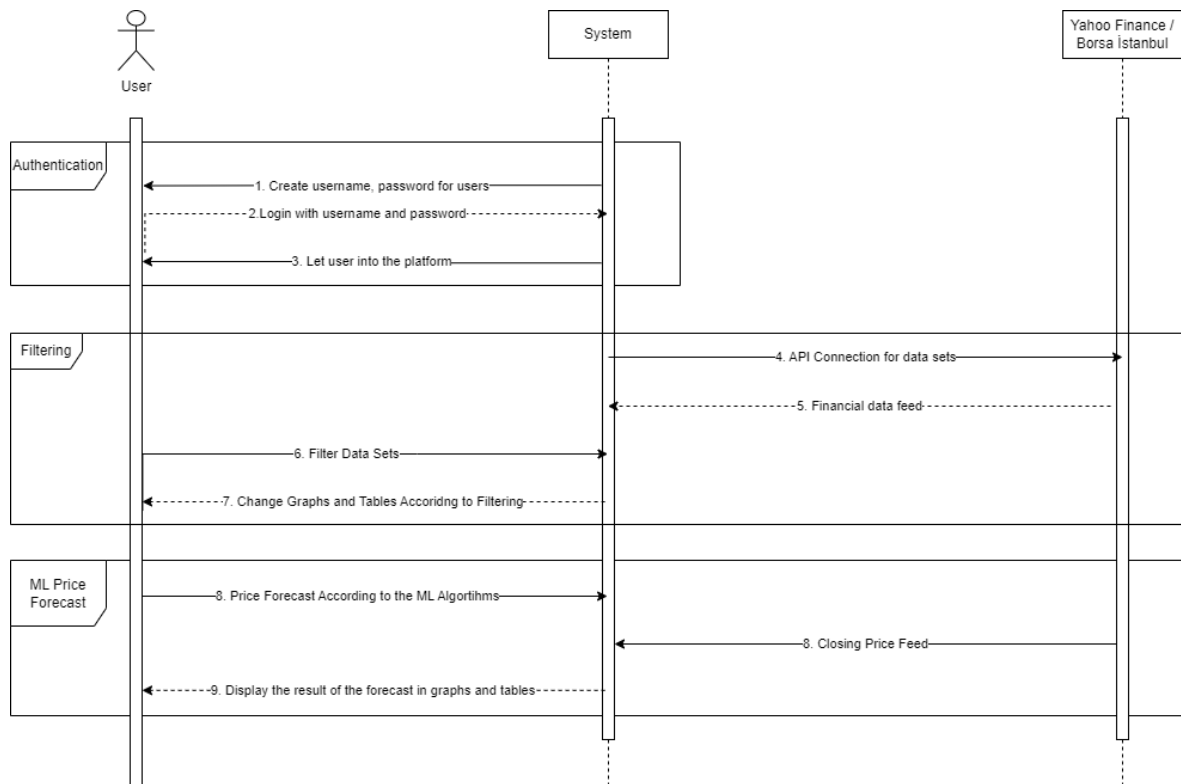 User
System
Yahoo Finance /
Borsa İstanbul
Authentication
1. Create username, password for users
2.Login with username and password
3. Let user into the platform
Filtering
4. API Connection for data sets
5. Financial data feed
6. Filter Data Sets
7. Change Graphs and Tables Accoridng to Filtering
ML Price
Forecast
8. Price Forecast According to the ML Algortihms
8. Closing Price Feed
9. Display the result of the forecast in graphs and tables